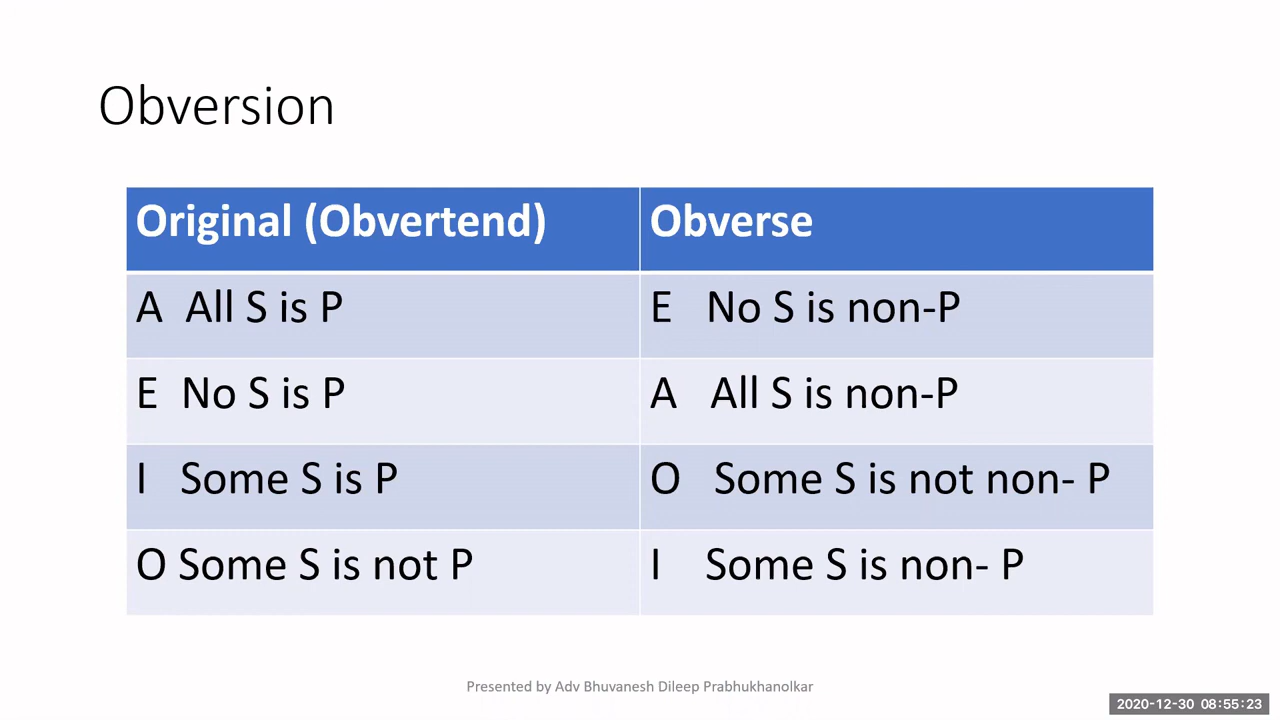 Obversion
Original (Obvertend) Obverse
A All S is P E No S is non-P
E No S is P A All S is non-P
I Some S is P O Some S is not non- P
O Some S is not P I Some S is non- P
Presented by Adv Bhuvanesh Dileep Prabhukhanolkar
2020-12-30 08:55:23